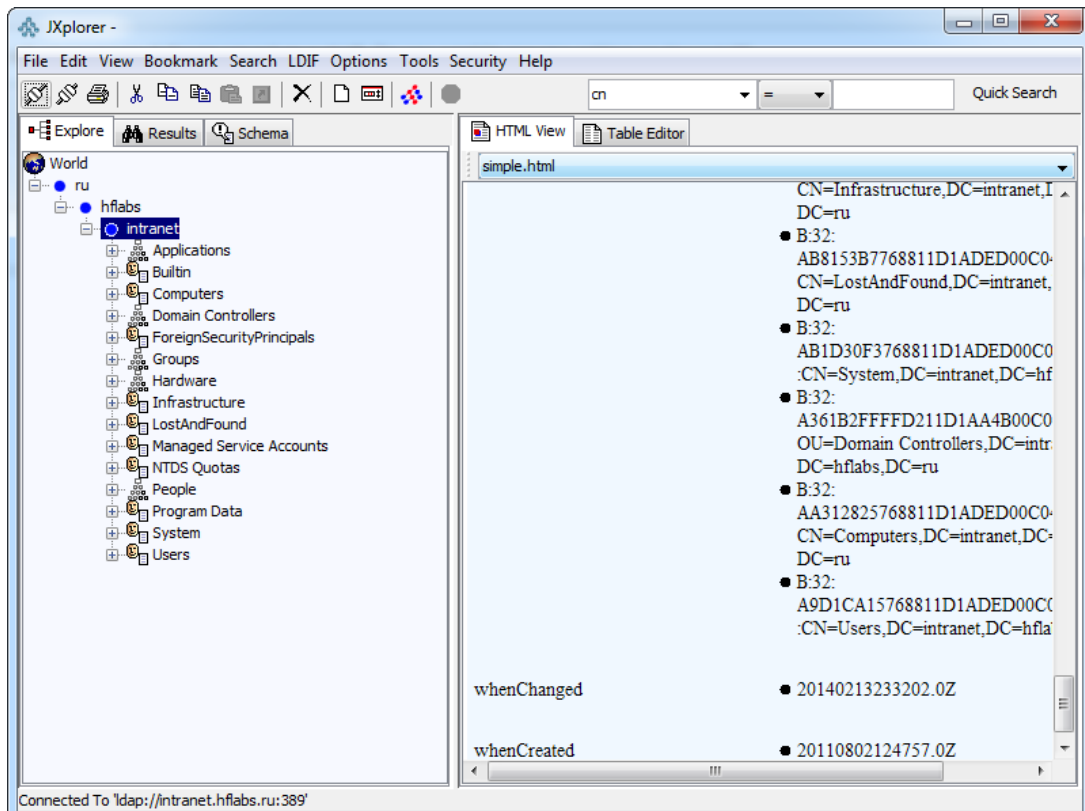 JXplorer -
File Edit View Bookmark Search LDIF Options Tools Security Help
cn = Quick Search
Explore Results Schema
World
ru
hflabs
intranet
Applications
Builtin
Computers
Domain Controllers
ForeignSecurityPrincipals
Groups
Hardware
Infrastructure
LostAndFound
Managed Service Accounts
NTDS Quotas
People
Program Data
System
Users
HTML View Table Editor
simple.html
CN=Infrastructure,DC=intranet,
DC=ru
B:32:
AB8153B7768811D1ADED00C0
CN=LostAndFound,DC=intranet,
DC=ru
B:32:
AB1D30F3768811D1ADED00C0
:CN=System,DC=intranet,DC=hf
B:32:
A361B2FFFFD211D1AA4B00C0
OU=Domain Controllers,DC=intr
DC=hflabs,DC=ru
B:32:
AA312825768811D1ADED00C0
CN=Computers,DC=intranet,DC=
DC=ru
B:32:
A9D1CA15768811D1ADED00C
:CN=Users,DC=intranet,DC=hfla
whenChanged 20140213233202.0Z
whenCreated 20110802124757.0Z
Connected To 'ldap://intranet.hflabs.ru:389'